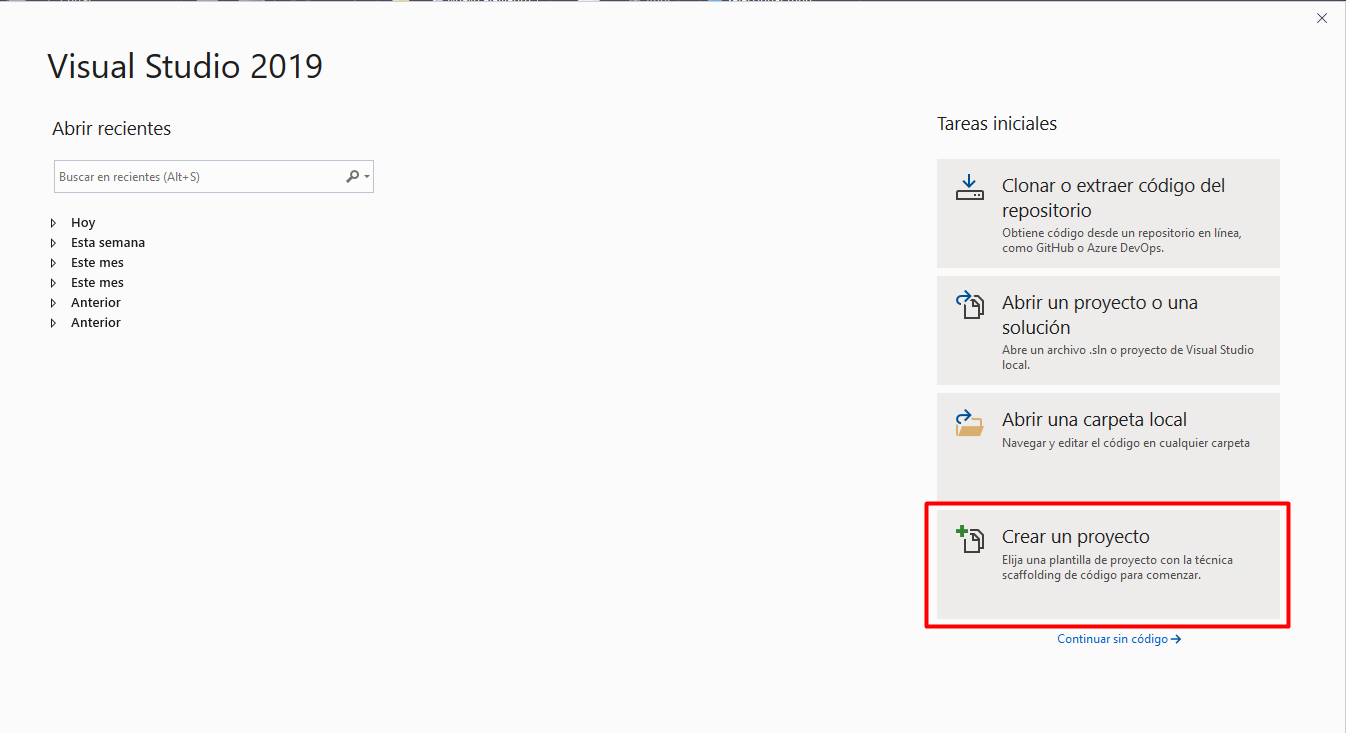 Visual Studio 2019
Abrir recientes
Buscar en recientes (Alt+S)
Hoy
Esta semana
Este mes
Este mes
Anterior
Anterior
Tareas iniciales
Clonar o extraer código del
repositorio
Obtiene código desde un repositorio en línea,
como GitHub o Azure DevOps.
Abrir un proyecto o una
solución
Abre un archivo .sln o proyecto de Visual Studio
local.
Abrir una carpeta local
Navegar y editar el código en cualquier carpeta
Crear un proyecto
Elija una plantilla de proyecto con la técnica
scaffolding de código para comenzar.
Continuar sin código